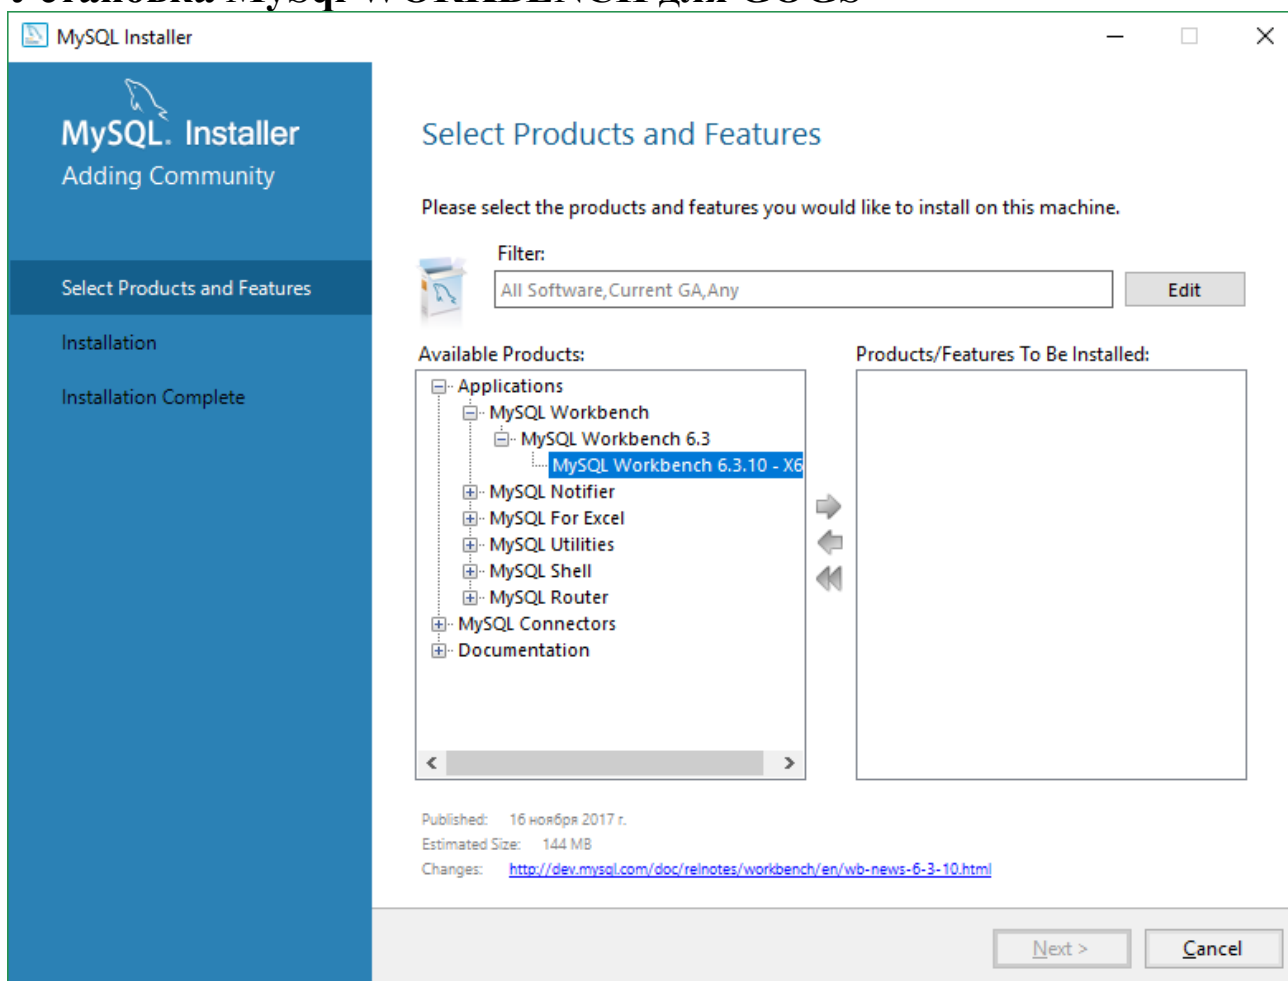 становка MySql WORKBENCH для GOGS
MySQL Installer
MySQL. Installer
Adding Community
Select Products and Features
Installation
Installation Complete
Select Products and Features
Please select the products and features you would like to install on this machine.
Filter:
All Software,Current GA,Any
Edit
Available Products:
Applications
MySQL Workbench
MySQL Workbench 6.3
MySQL Workbench 6.3.10 - X6
MySQL Notifier
MySQL For Excel
MySQL Utilities
MySQL Shell
MySQL Router
MySQL Connectors
Documentation
Products/Features To Be Installed:
Published: 16 ноября 2017 г.
Estimated Size: 144 MB
Changes: http://dev.mysql.com/doc/relnotes/workbench/en/wb-news-6-3-10.html
Next >
Cancel